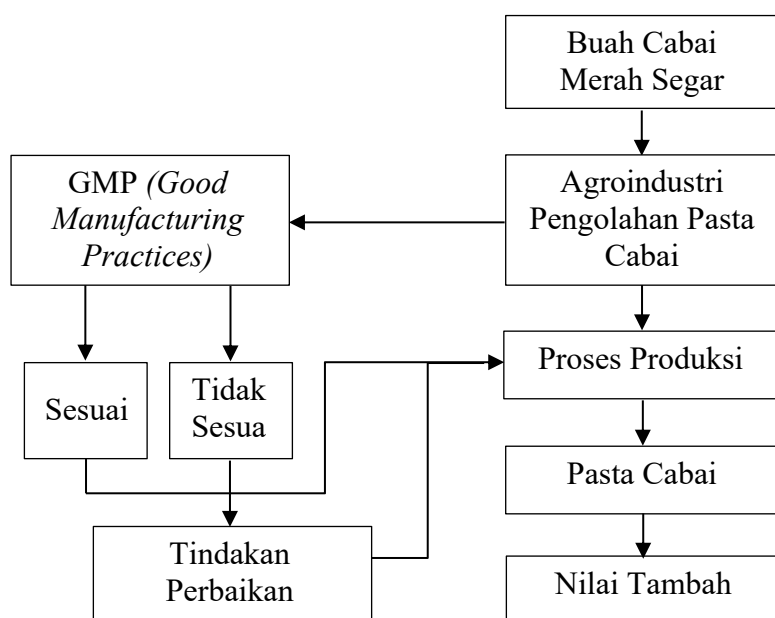 Buah Cabai
Merah Segar
GMP (Good
Manufacturing
Practices)
Agroindustri
Pengolahan Pasta
Cabai
Sesuai
Tidak
Sesua
Proses Produksi
Pasta Cabai
Tindakan
Perbaikan
Nilai Tambah